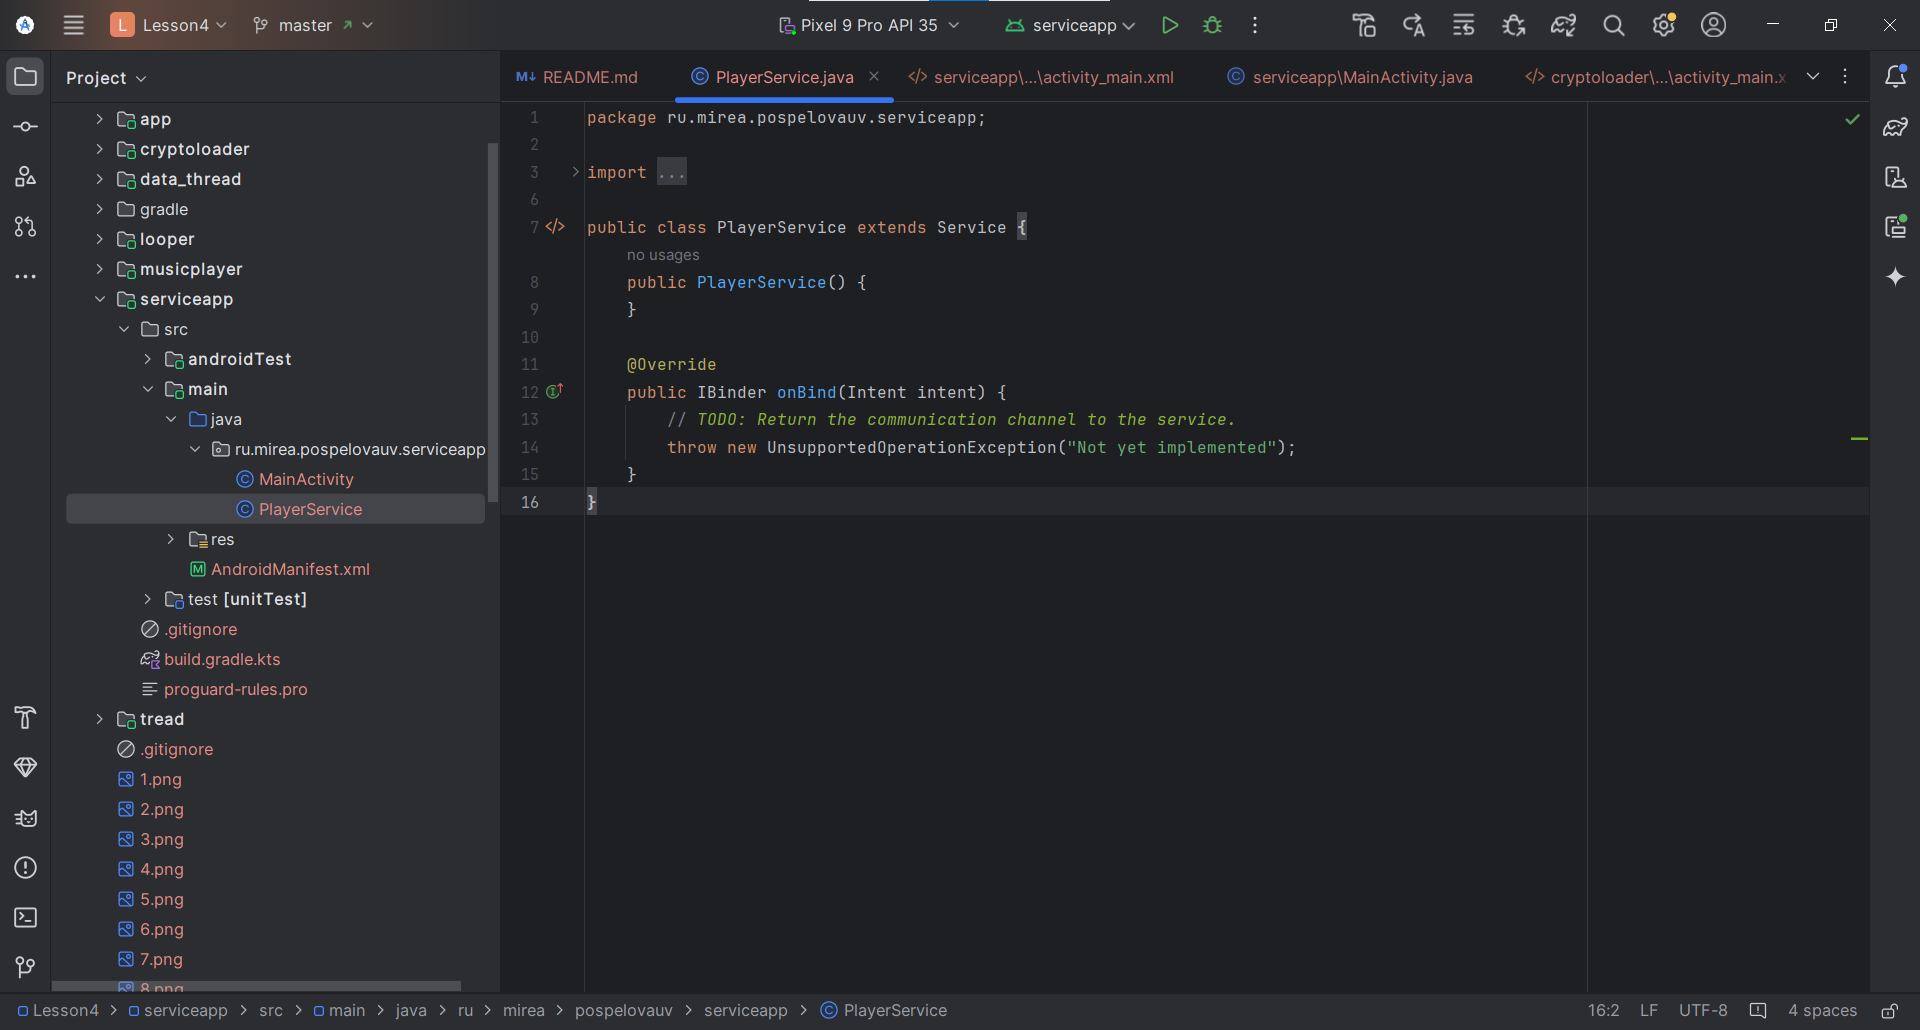 L Lesson4 master Pixel 9 Pro API 35 serviceapp
Project
README.md PlayerService.java serviceapp\...\activity_main.xml serviceapp\MainActivity.java cryptoloader\...\activity_main.x
app
cryptoloader
data_thread
gradle
looper
musicplayer
serviceapp
src
androidTest
main
java
ru.mirea.pospelovauv.serviceapp
MainActivity
PlayerService
res
AndroidManifest.xml
test [unitTest]
.gitignore
build.gradle.kts
proguard-rules.pro
tread
.gitignore
1.png
2.png
3.png
4.png
5.png
6.png
7.png
8.png
1 package ru.mirea.pospelovauv.serviceapp;
2
3 import ...
6
7 public class PlayerService extends Service {
no usages
8 public PlayerService() {
9 }
10
11 @Override
12 public IBinder onBind(Intent intent) {
13 // TODO: Return the communication channel to the service.
14 throw new UnsupportedOperationException("Not yet implemented");
15 }
16 }
Lesson4 > serviceapp > src > main > java > ru > mirea > pospelovauv > serviceapp > PlayerService 16:2 LF UTF-8 4 spaces